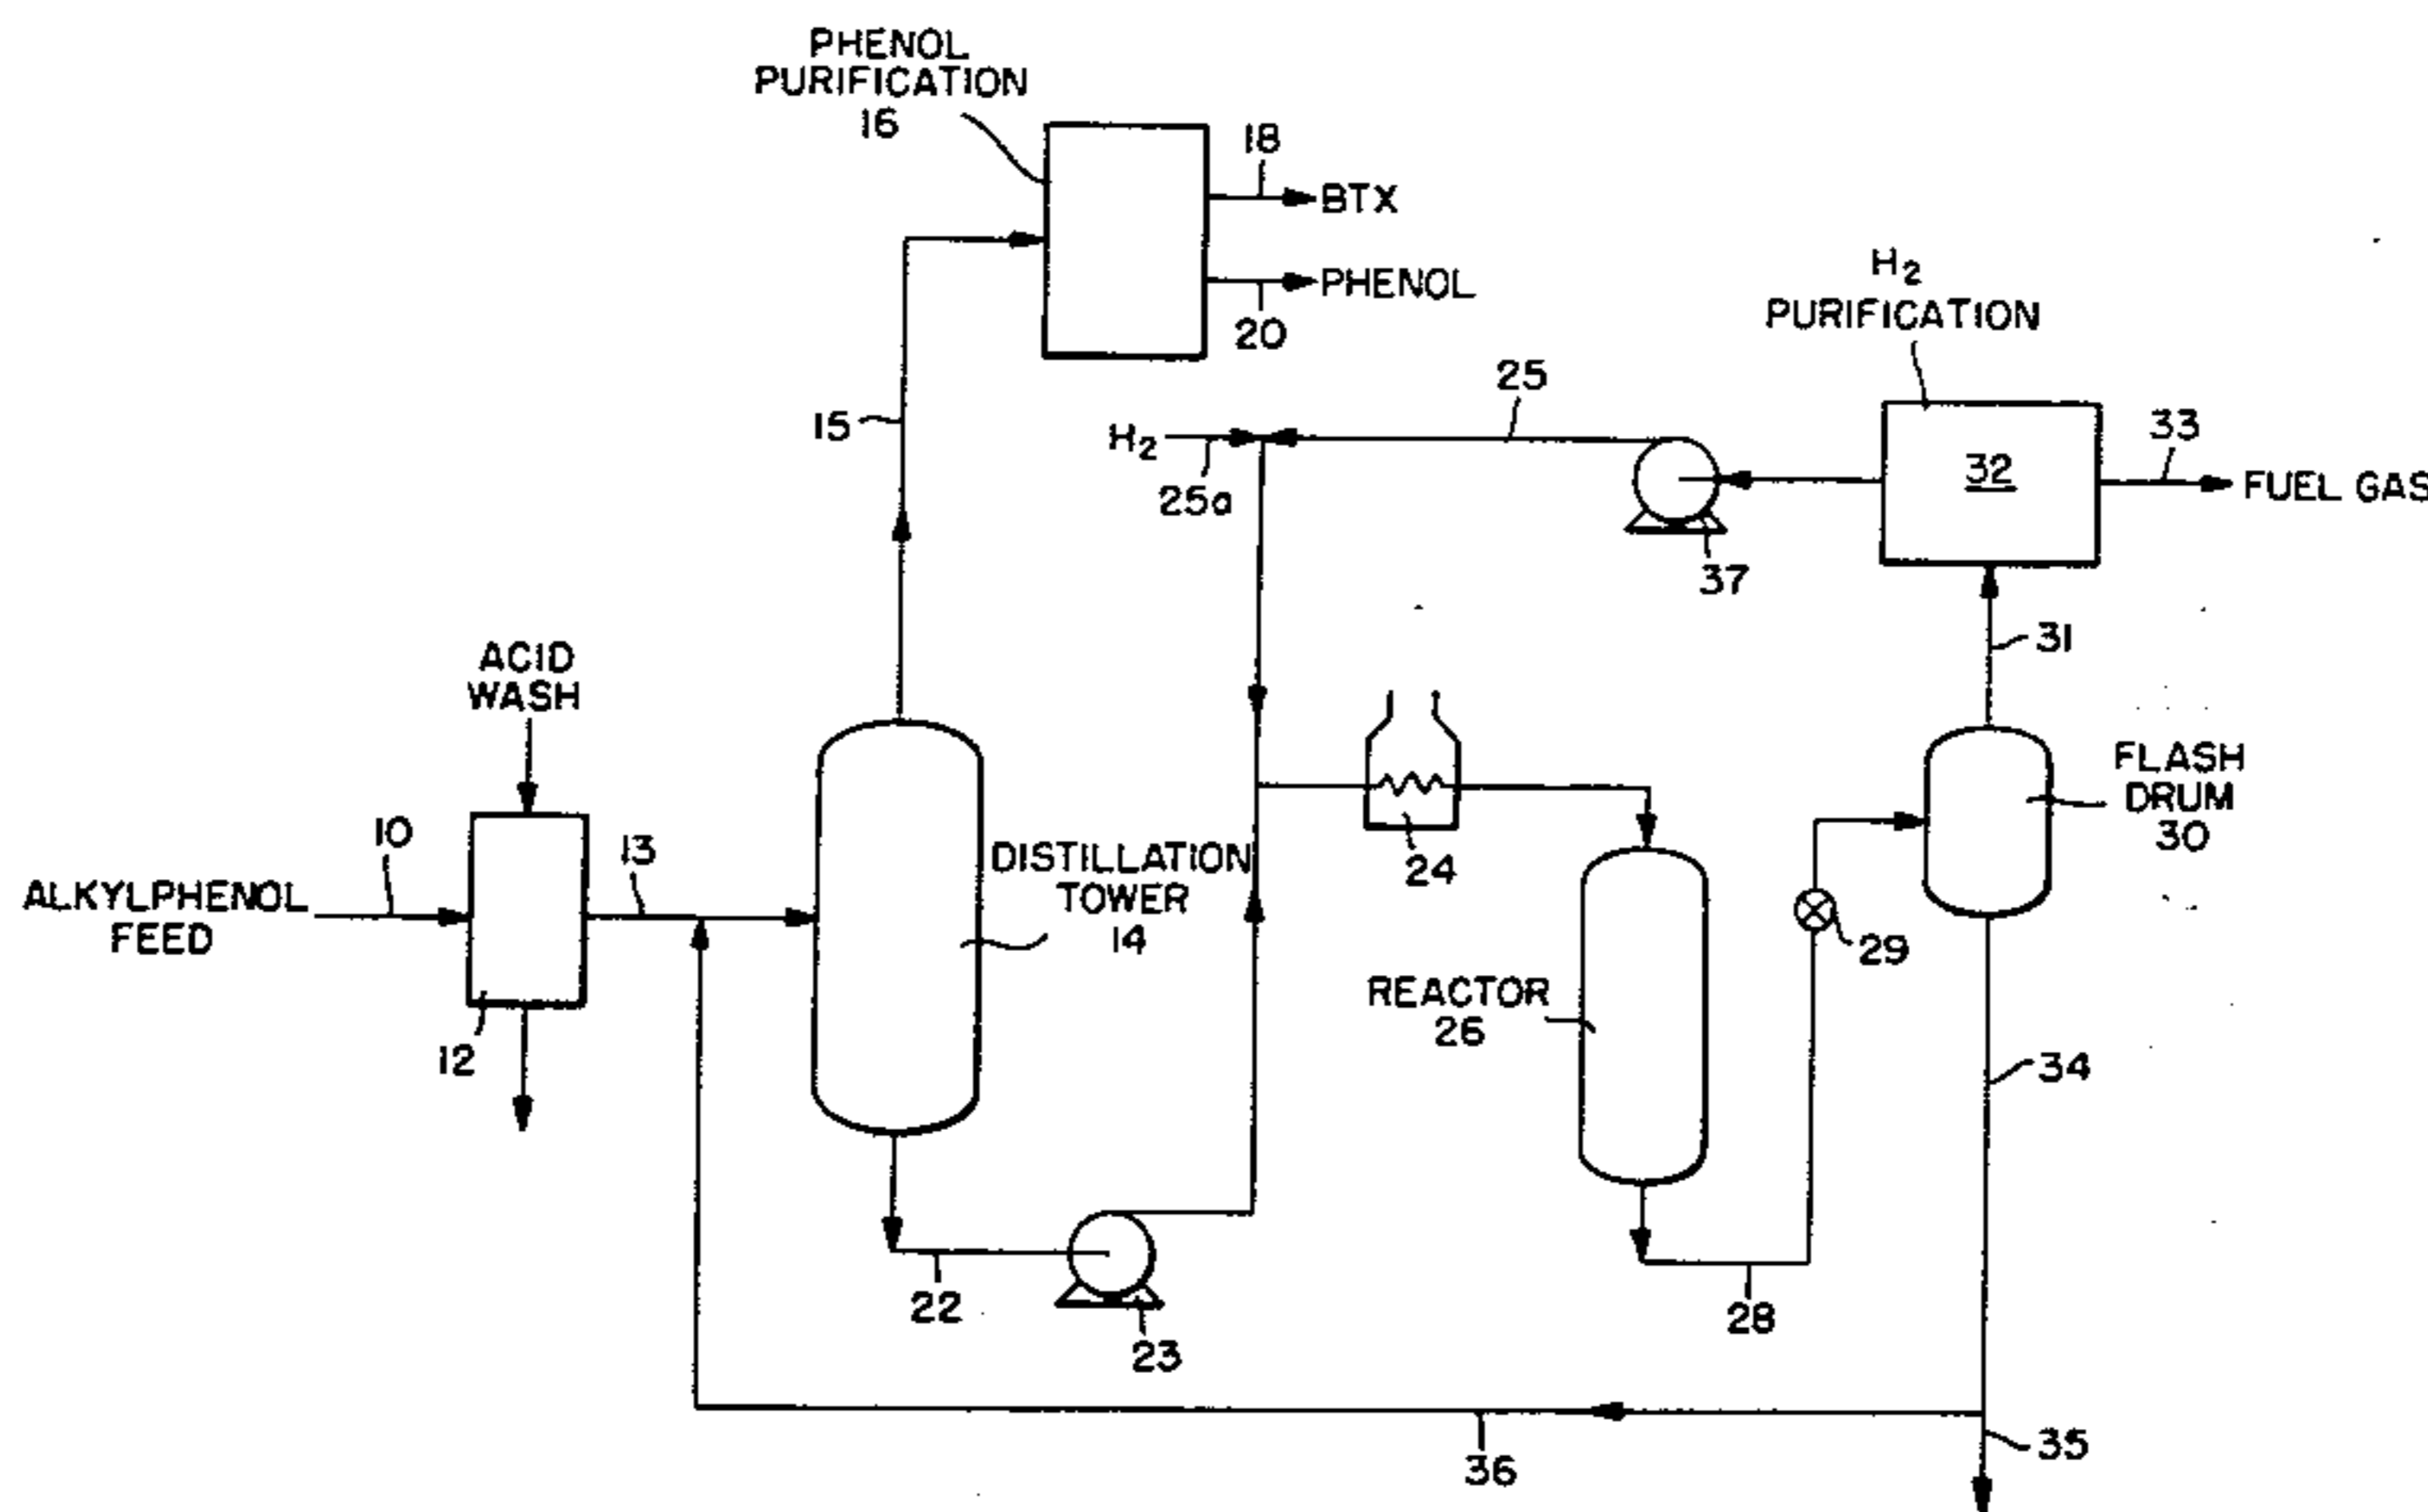 PHENOL
PURIFICATION
16
18
BTX
PHENOL
20
H2
PURIFICATION
25
15
H2
25a
32
33
FUEL GAS
37
31
ACID
WASH
FLASH
DRUM
30
10
13
24
DISTILLATION
TOWER
14
ALKYLPHENOL
FEED
29
REACTOR
26
12
34
22
28
23
36
35